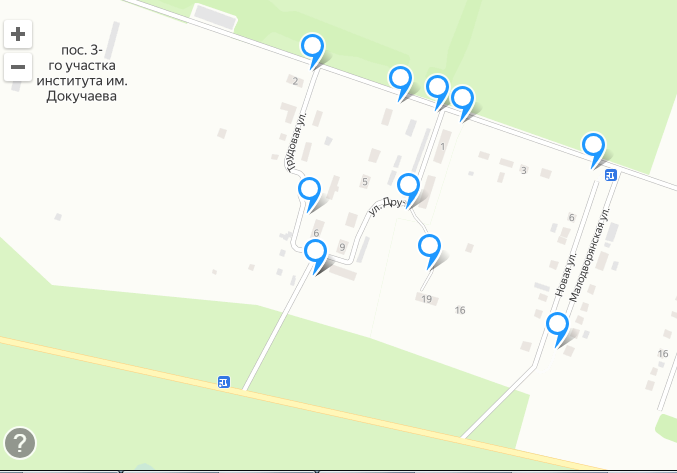 пос. 3-
го участка
института им.
Докучаева
2
Трудовая ул.
1
3
5
ул. Друж
6
6
9
Новая ул.
Малодворянская ул.
19
16
16
?